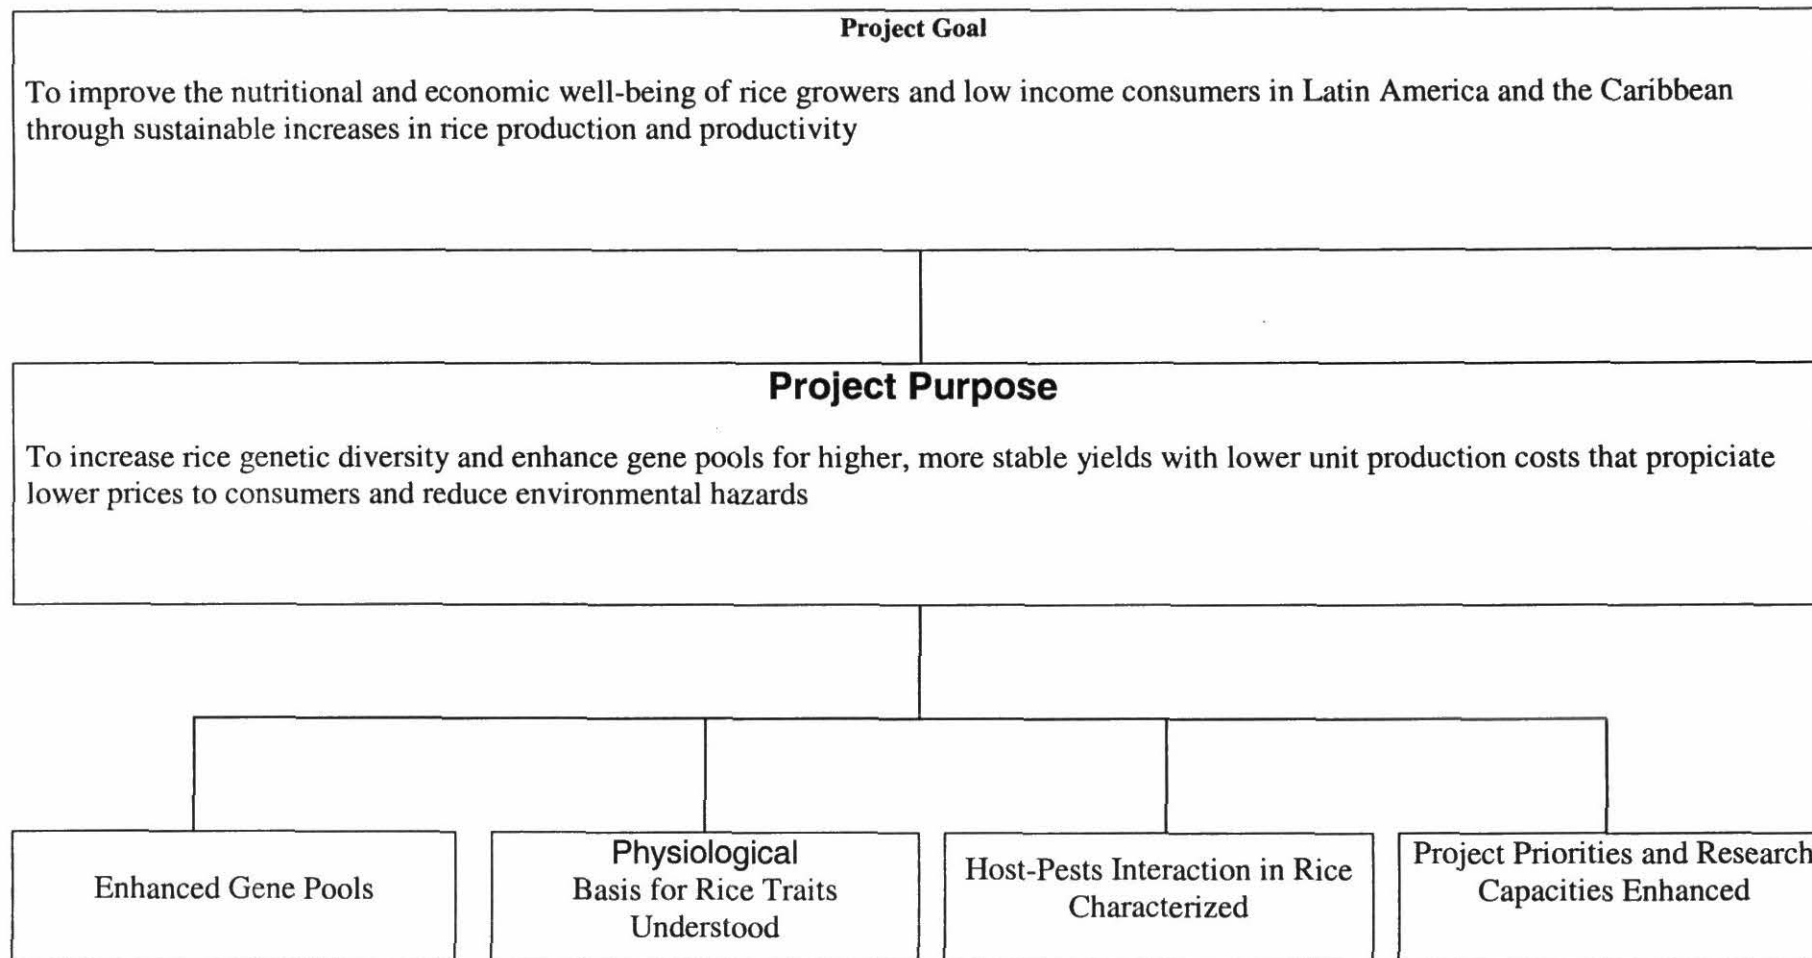 Project Goal
To improve the nutritional and economic well-being of rice growers and low income consumers in Latin America and the Caribbean
through sustainable increases in rice production and productivity
Project Purpose
To increase rice genetic diversity and enhance gene pools for higher, more stable yields with lower unit production costs that propiciate
lower prices to consumers and reduce environmental hazards
Enhanced Gene Pools
Physiological
Basis for Rice Traits
Understood
Host-Pests Interaction in Rice
Characterized
Project Priorities and Research
Capacities Enhanced